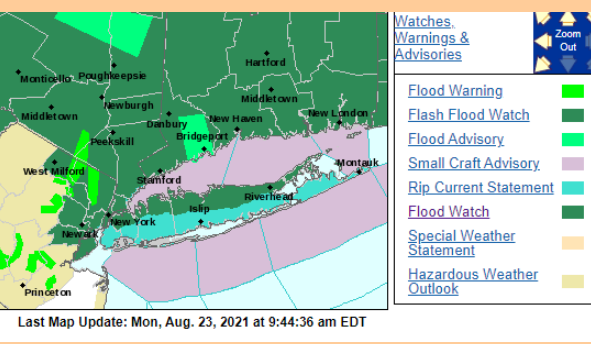 Watches,
Warnings &
Advisories
Zoom
Out
Hartford
Monticello
Poughkeepsie
Middletown
Newburgh
Middletown
Danbury
New Haven
New London
Bridgeport
Peekskill
West Milford
Stamford
Montauk
Riverhead
Islip
New York
Newark
Princeton
Flood Warning
Flash Flood Watch
Flood Advisory
Small Craft Advisory
Rip Current Statement
Flood Watch
Special Weather
Statement
Hazardous Weather
Outlook
Last Map Update: Mon, Aug. 23, 2021 at 9:44:36 am EDT